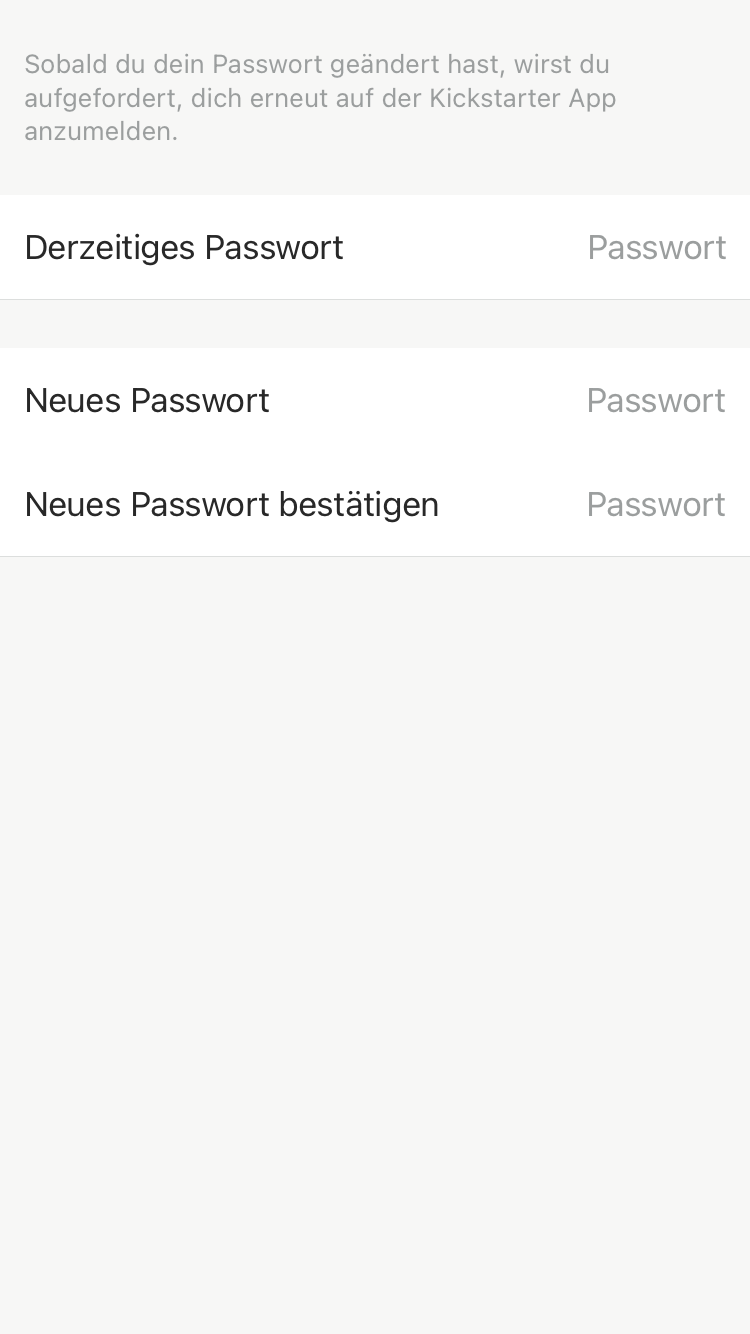 Sobald du dein Passwort geändert hast, wirst du
aufgefordert, dich erneut auf der Kickstarter App
anzumelden.
Derzeitiges Passwort Passwort
Neues Passwort Passwort
Neues Passwort bestätigen Passwort